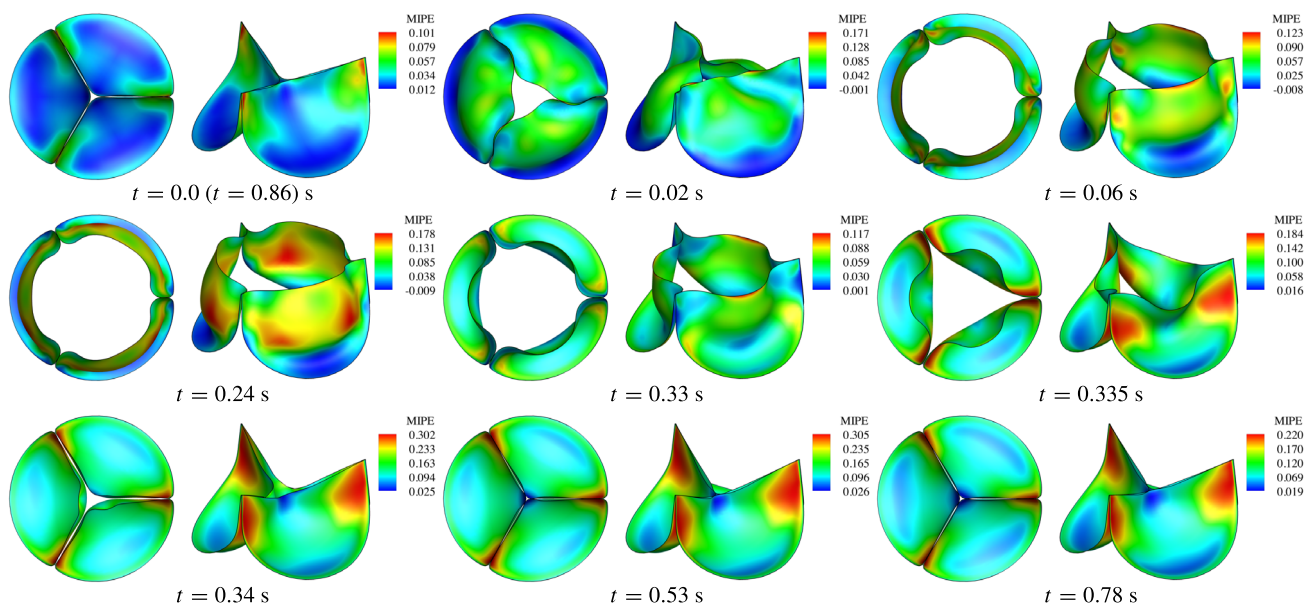 MIPE
0.101
0.079
0.057
0.034
0.012
t = 0.0 (t = 0.86) s
MIPE
0.171
0.128
0.085
0.042
-0.001
t = 0.02 s
MIPE
0.123
0.090
0.057
0.025
-0.008
t = 0.06 s
MIPE
0.178
0.131
0.085
0.038
-0.009
t = 0.24 s
MIPE
0.117
0.088
0.059
0.030
0.001
t = 0.33 s
MIPE
0.184
0.142
0.100
0.058
0.016
t = 0.335 s
MIPE
0.302
0.233
0.163
0.094
0.025
t = 0.34 s
MIPE
0.305
0.235
0.165
0.096
0.026
t = 0.53 s
MIPE
0.220
0.170
0.120
0.069
0.019
t = 0.78 s